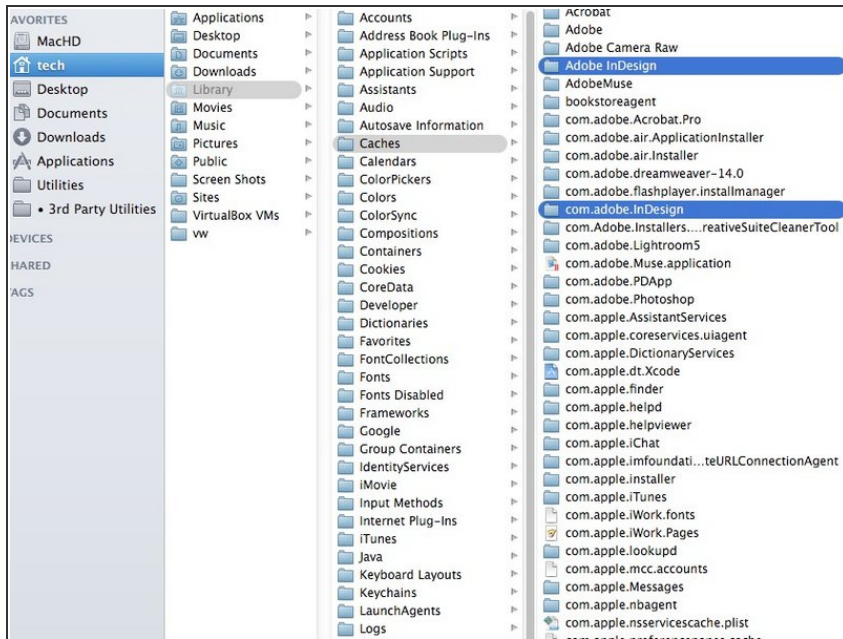 AVORITES
MacHD
tech
Desktop
Documents
Downloads
Applications
Utilities
• 3rd Party Utilities
DEVICES
HARED
AGS
Applications
Desktop
Documents
Downloads
Library
Movies
Music
Pictures
Public
Screen Shots
Sites
VirtualBox VMs
vw
Accounts
Address Book Plug-Ins
Application Scripts
Application Support
Assistants
Audio
Autosave Information
Caches
Calendars
ColorPickers
Colors
ColorSync
Compositions
Containers
Cookies
CoreData
Developer
Dictionaries
Favorites
FontCollections
Fonts
Fonts Disabled
Frameworks
Google
Group Containers
IdentityServices
iMovie
Input Methods
Internet Plug-Ins
iTunes
Java
Keyboard Layouts
Keychains
LaunchAgents
Logs
Acrobat
Adobe
Adobe Camera Raw
Adobe InDesign
AdobeMuse
bookstoreagent
com.adobe.Acrobat.Pro
com.adobe.air.ApplicationInstaller
com.adobe.air.Installer
com.adobe.dreamweaver-14.0
com.adobe.flashplayer.installmanager
com.adobe.InDesign
com.Adobe.Installers....reativeSuiteCleanerTool
com.adobe.Lightroom5
com.adobe.Muse.application
com.adobe.PDApp
com.adobe.Photoshop
com.apple.AssistantServices
com.apple.coreservices.uiagent
com.apple.DictionaryServices
com.apple.dt.Xcode
com.apple.finder
com.apple.helpd
com.apple.helpviewer
com.apple.iChat
com.apple.imfoundati...teURLConnectionAgent
com.apple.installer
com.apple.iTunes
com.apple.iWork.fonts
com.apple.iWork.Pages
com.apple.lookupd
com.apple.mcc.accounts
com.apple.Messages
com.apple.nbagent
com.apple.nsservicescache.plist